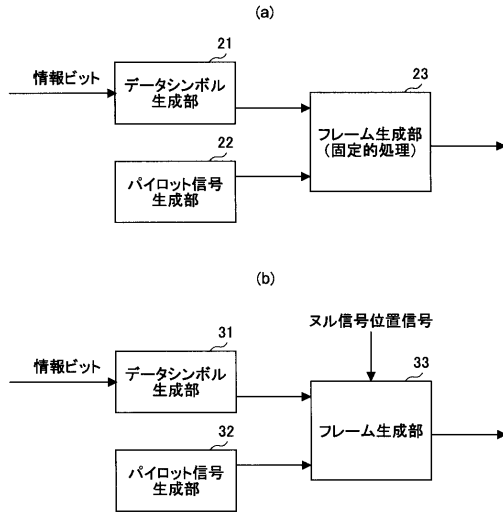 (a)
21
情報ビット
データシンボル
生成部
23
フレーム生成部
(固定的処理)
22
パイロット信号
生成部
(b)
ヌル信号位置信号
31
情報ビット
データシンボル
生成部
33
フレーム生成部
32
パイロット信号
生成部